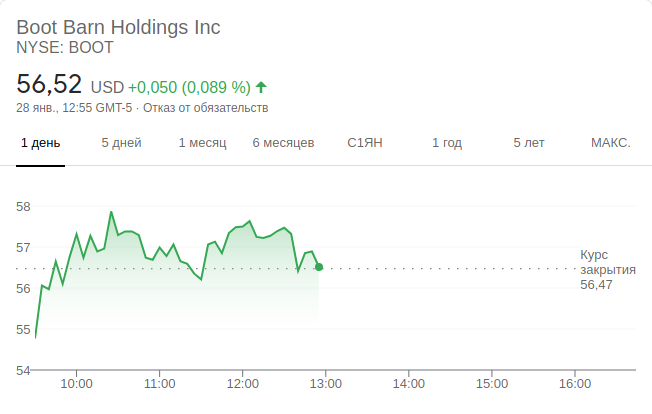 Boot Barn Holdings Inc
NYSE: BOOT
56,52 USD +0,050 (0,089 %)
28 янв., 12:55 GMT-5 · Отказ от обязательств
1 день 5 дней 1 месяц 6 месяцев С1ЯН 1 год 5 лет МАКС.
58
57
56
55
54
Курс
закрытия
56,47
10:00 11:00 12:00 13:00 14:00 15:00 16:00